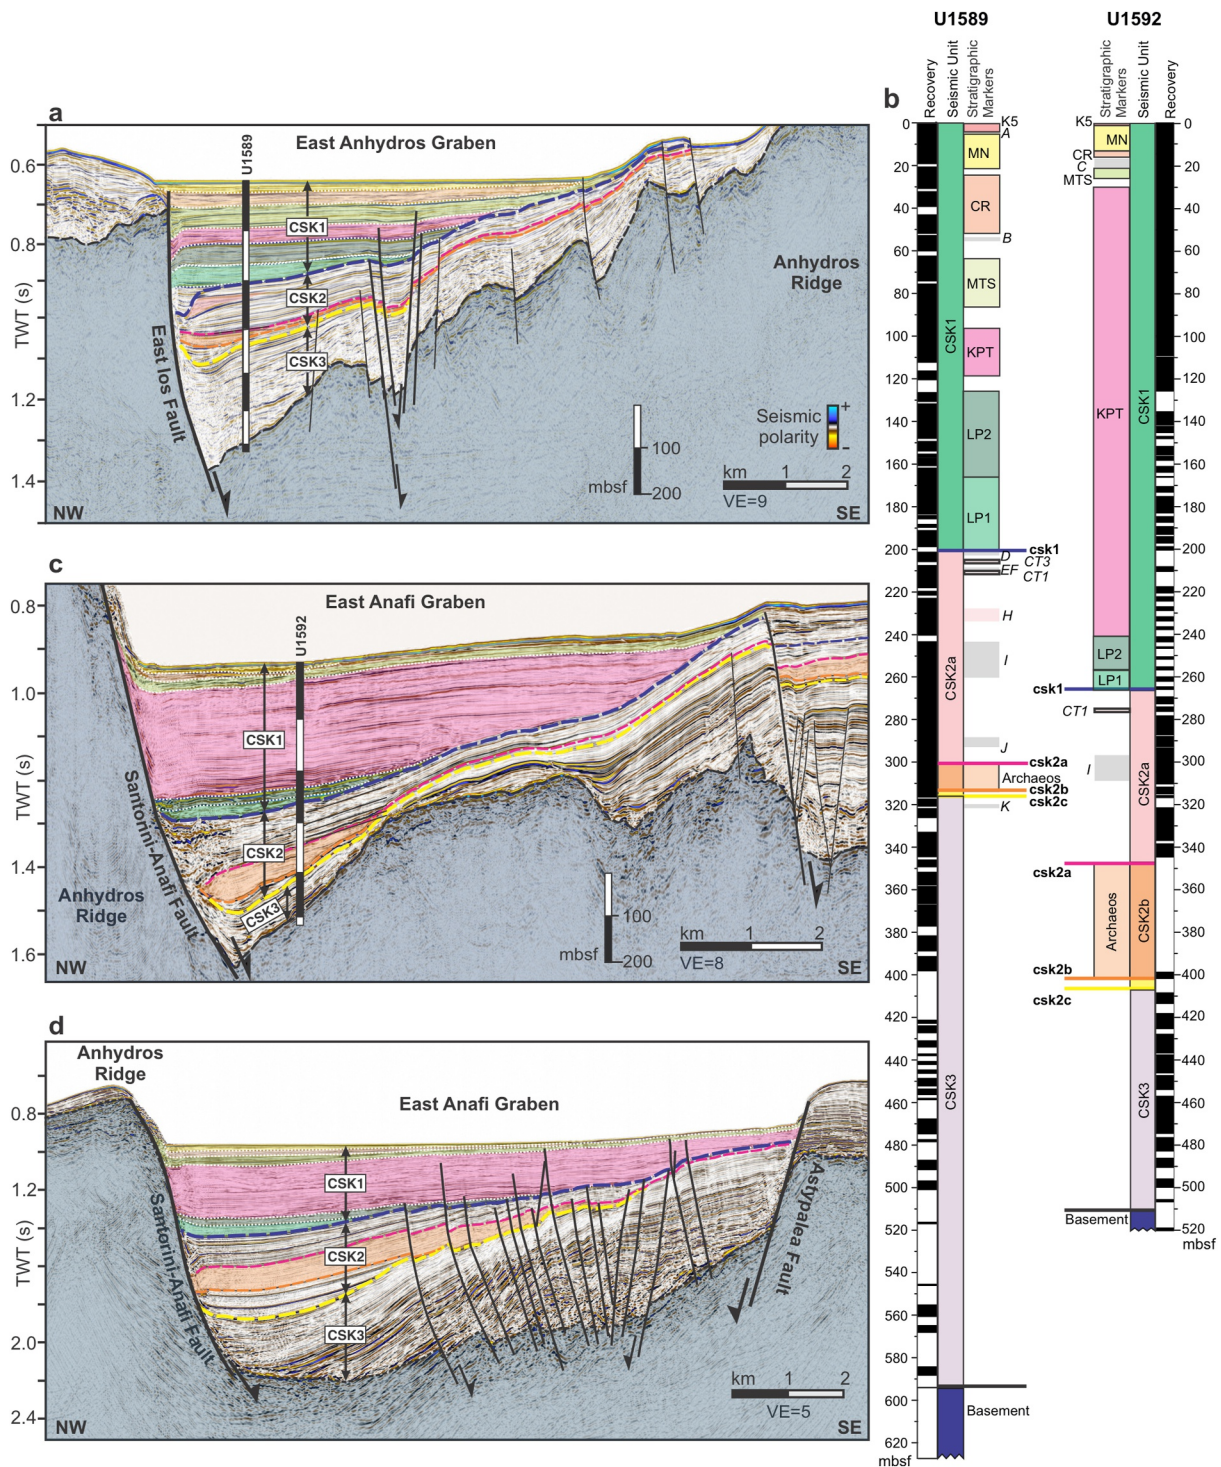 a
East Anhydros Graben
U1589
0.6
0.8
1.2
1.4
TWT (s)
CSK1
CSK2
CSK3
East Ios Fault
Anhydros
Ridge
Seismic
polarity
+
-
100
200
mbsf
km 1 2
VE=9
NW
SE
c
East Anafi Graben
U1592
0.8
1.0
1.2
1.3
1.5
1.6
TWT (s)
CSK1
CSK2
CSK3
Santorini-Anafi Fault
Anhydros
Ridge
100
200
mbsf
km 1 2
VE=8
NW
SE
d
Anhydros
Ridge
East Anafi Graben
0.8
1.2
1.6
2.0
2.4
TWT (s)
CSK1
CSK2
CSK3
Santorini-Anafi Fault
Astypalea Fault
km 1 2
VE=5
NW
SE
b
U1589
Recovery
Seismic Unit
Stratigraphic
Markers
0
20
40
60
80
100
120
140
160
180
200
220
240
260
280
300
320
340
360
380
400
420
440
460
480
500
520
540
560
580
600
620
mbsf
CSK1
CSK2a
CSK3
K5
A
MN
CR
B
MTS
KPT
LP2
LP1
csk1
D
CT3
EF
CT1
H
I
J
csk2a
Archaeos
csk2b
csk2c
K
Basement
U1592
Stratigraphic
Markers
Seismic Unit
Recovery
K5
MN
CR
C
MTS
KPT
LP2
LP1
csk1
CT1
I
csk2a
Archaeos
csk2b
csk2c
Basement
CSK1
CSK2a
CSK2b
CSK3
0
20
40
60
80
100
120
140
160
180
200
220
240
260
280
300
320
340
360
380
400
420
440
460
480
500
520
mbsf